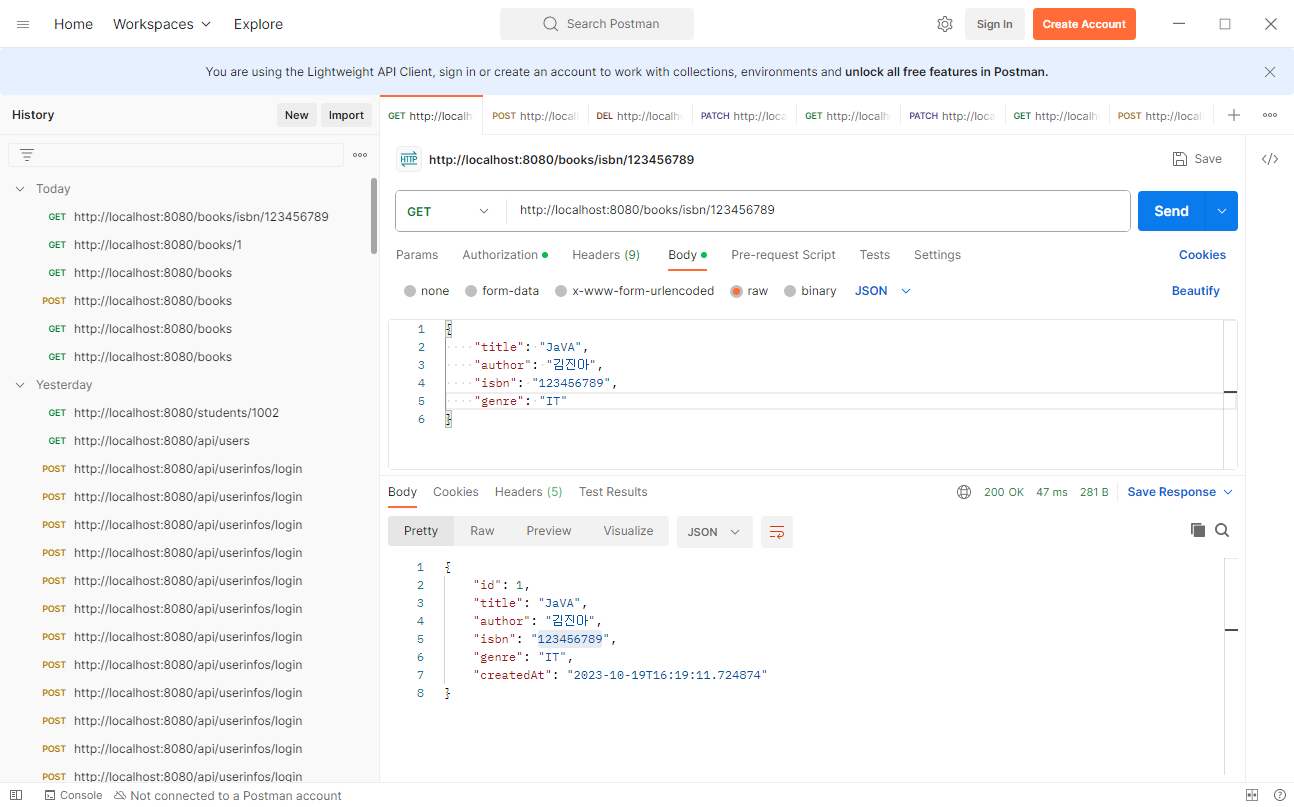 Home Workspaces Explore Search Postman Sign In Create Account
You are using the Lightweight API Client, sign in or create an account to work with collections, environments and unlock all free features in Postman.
History New Import
Today
GET http://localhost:8080/books/isbn/123456789
GET http://localhost:8080/books/1
GET http://localhost:8080/books
POST http://localhost:8080/books
GET http://localhost:8080/books
GET http://localhost:8080/books
Yesterday
GET http://localhost:8080/students/1002
GET http://localhost:8080/api/users
POST http://localhost:8080/api/userinfos/login
POST http://localhost:8080/api/userinfos/login
POST http://localhost:8080/api/userinfos/login
POST http://localhost:8080/api/userinfos/login
POST http://localhost:8080/api/userinfos/login
POST http://localhost:8080/api/userinfos/login
POST http://localhost:8080/api/userinfos/login
POST http://localhost:8080/api/userinfos/login
POST http://localhost:8080/api/userinfos/login
POST http://localhost:8080/api/userinfos/login
POST http://localhost:8080/api/userinfos/login
POST http://localhost:8080/api/userinfos/login
GET http://localh POST http://local DEL http://localh PATCH http://loca GET http://localh PATCH http://loca GET http://localh POST http://local
HTTP http://localhost:8080/books/isbn/123456789 Save </>
GET http://localhost:8080/books/isbn/123456789 Send
Params Authorization Headers (9) Body Pre-request Script Tests Settings Cookies
none form-data x-www-form-urlencoded raw binary JSON Beautify
1 {
2 "title": "JaVA",
3 "author": "김진아",
4 "isbn": "123456789",
5 "genre": "IT"
6 }
Body Cookies Headers (5) Test Results 200 OK 47 ms 281 B Save Response
Pretty Raw Preview Visualize JSON
1 {
2 "id": 1,
3 "title": "JaVA",
4 "author": "김진아",
5 "isbn": "123456789",
6 "genre": "IT",
7 "createdAt": "2023-10-19T16:19:11.724874"
8 }
Console Not connected to a Postman account